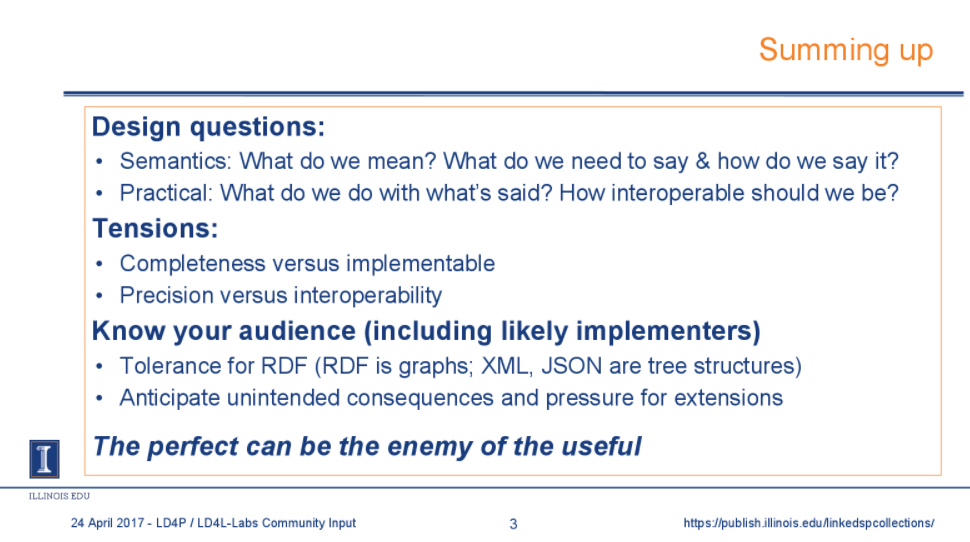 Summing up
Design questions:
• Semantics: What do we mean? What do we need to say & how do we say it?
• Practical: What do we do with what's said? How interoperable should we be?
Tensions:
• Completeness versus implementable
• Precision versus interoperability
Know your audience (including likely implementers)
• Tolerance for RDF (RDF is graphs; XML, JSON are tree structures)
• Anticipate unintended consequences and pressure for extensions
The perfect can be the enemy of the useful
I
ILLINOIS EDU
24 April 2017 - LD4P / LD4L-Labs Community Input
3
https://publish.illinois.edu/linkedspcollections/